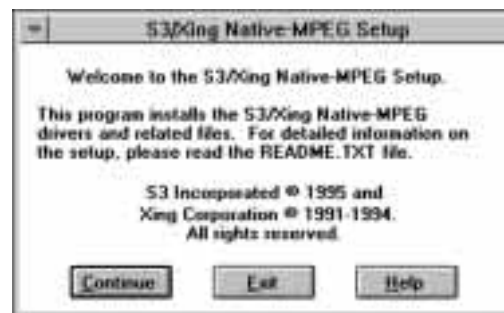 S3/Xing Native-MPEG Setup
Welcome to the S3/Xing Native-MPEG Setup.
This program installs the S3/Xing Native-MPEG
drivers and related files. For detailed information on
the setup, please read the README.TXT file.
S3 Incorporated © 1995 and
Xing Corporation © 1991-1994.
All rights reserved.
Continue
Exit
Help